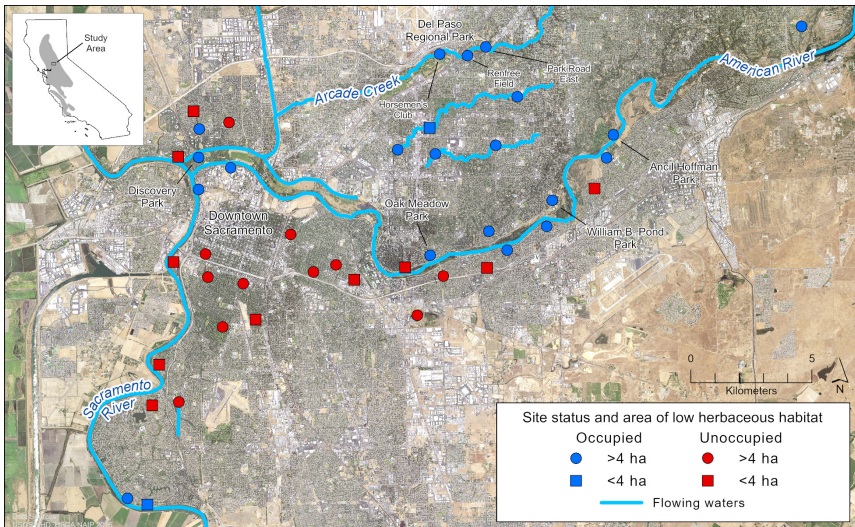 Study
Area
Del Paso
Regional Park
American River
Arcade Creek
Renfree
Field
Park Road
East
Horsemen's
Club
Ancil Hoffman
Park
Discovery
Park
Oak Meadow
Park
Downtown
Sacramento
William B. Pond
Park
Sacramento
River
0 5
Kilometers
N
Site status and area of low herbaceous habitat
Occupied Unoccupied
>4 ha >4 ha
<4 ha <4 ha
Flowing waters